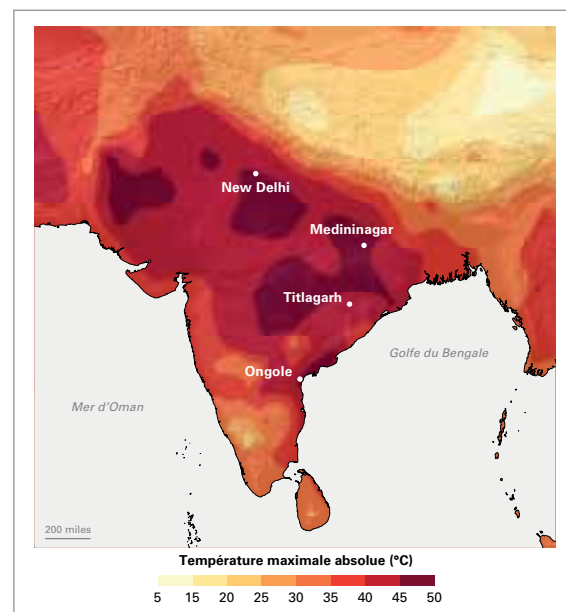 New Delhi
Medininagar
Titlagarh
Golfe du Bengale
Ongole
Mer d'Oman
200 miles
Température maximale absolue (°C)
5 15 20 25 30 35 40 45 50